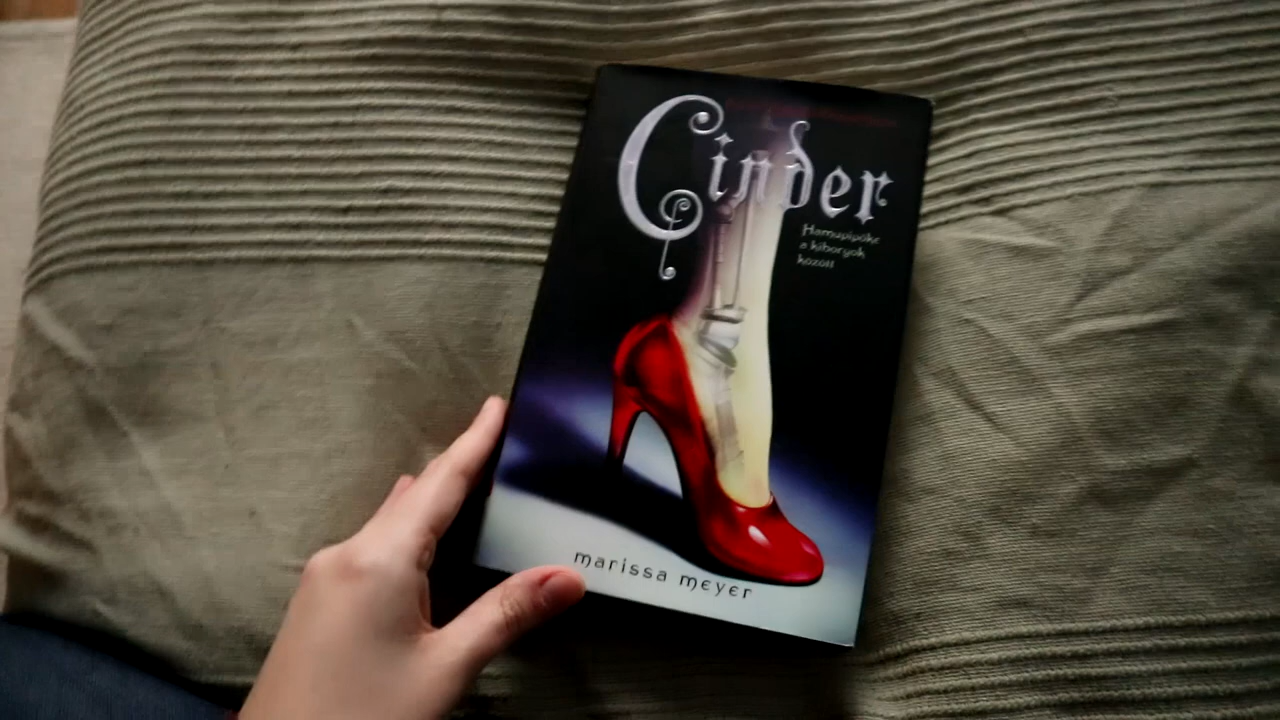 Cinder
Hamupipőke
a kiborgok
között
marissa meyer